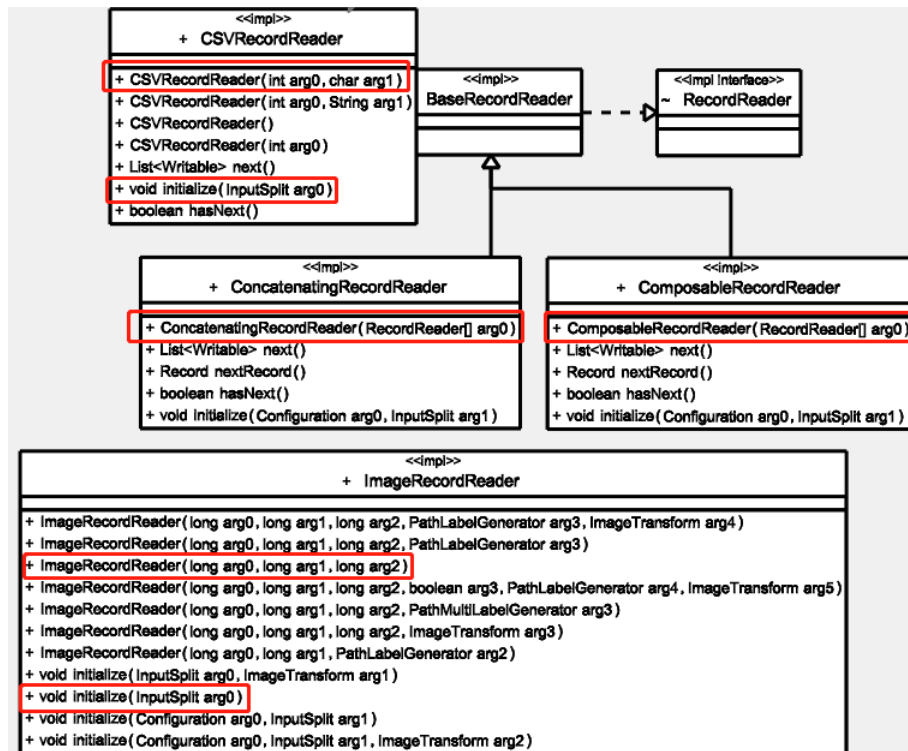 <<impl>>
+ CSVRecordReader
+ CSVRecordReader(int arg0, char arg1)
+ CSVRecordReader(int arg0, String arg1)
+ CSVRecordReader()
+ CSVRecordReader(int arg0)
+ List<Writable> next()
+ void initialize(InputSplit arg0)
+ boolean hasNext()
<<impl>>
BaseRecordReader
<<impl interface>>
~ RecordReader
<<impl>>
+ ConcatenatingRecordReader
+ ConcatenatingRecordReader(RecordReader[] arg0)
+ List<Writable> next()
+ Record nextRecord()
+ boolean hasNext()
+ void initialize(Configuration arg0, InputSplit arg1)
<<impl>>
+ ComposableRecordReader
+ ComposableRecordReader(RecordReader[] arg0)
+ List<Writable> next()
+ Record nextRecord()
+ boolean hasNext()
+ void initialize(Configuration arg0, InputSplit arg1)
<<impl>>
+ ImageRecordReader
+ ImageRecordReader(long arg0, long arg1, long arg2, PathLabelGenerator arg3, ImageTransform arg4)
+ ImageRecordReader(long arg0, long arg1, long arg2, PathLabelGenerator arg3)
+ ImageRecordReader(long arg0, long arg1, long arg2)
+ ImageRecordReader(long arg0, long arg1, long arg2, boolean arg3, PathLabelGenerator arg4, ImageTransform arg5)
+ ImageRecordReader(long arg0, long arg1, long arg2, PathMultiLabelGenerator arg3)
+ ImageRecordReader(long arg0, long arg1, long arg2, ImageTransform arg3)
+ ImageRecordReader(long arg0, long arg1, PathLabelGenerator arg2)
+ void initialize(InputSplit arg0, ImageTransform arg1)
+ void initialize(InputSplit arg0)
+ void initialize(Configuration arg0, InputSplit arg1)
+ void initialize(Configuration arg0, InputSplit arg1, ImageTransform arg2)